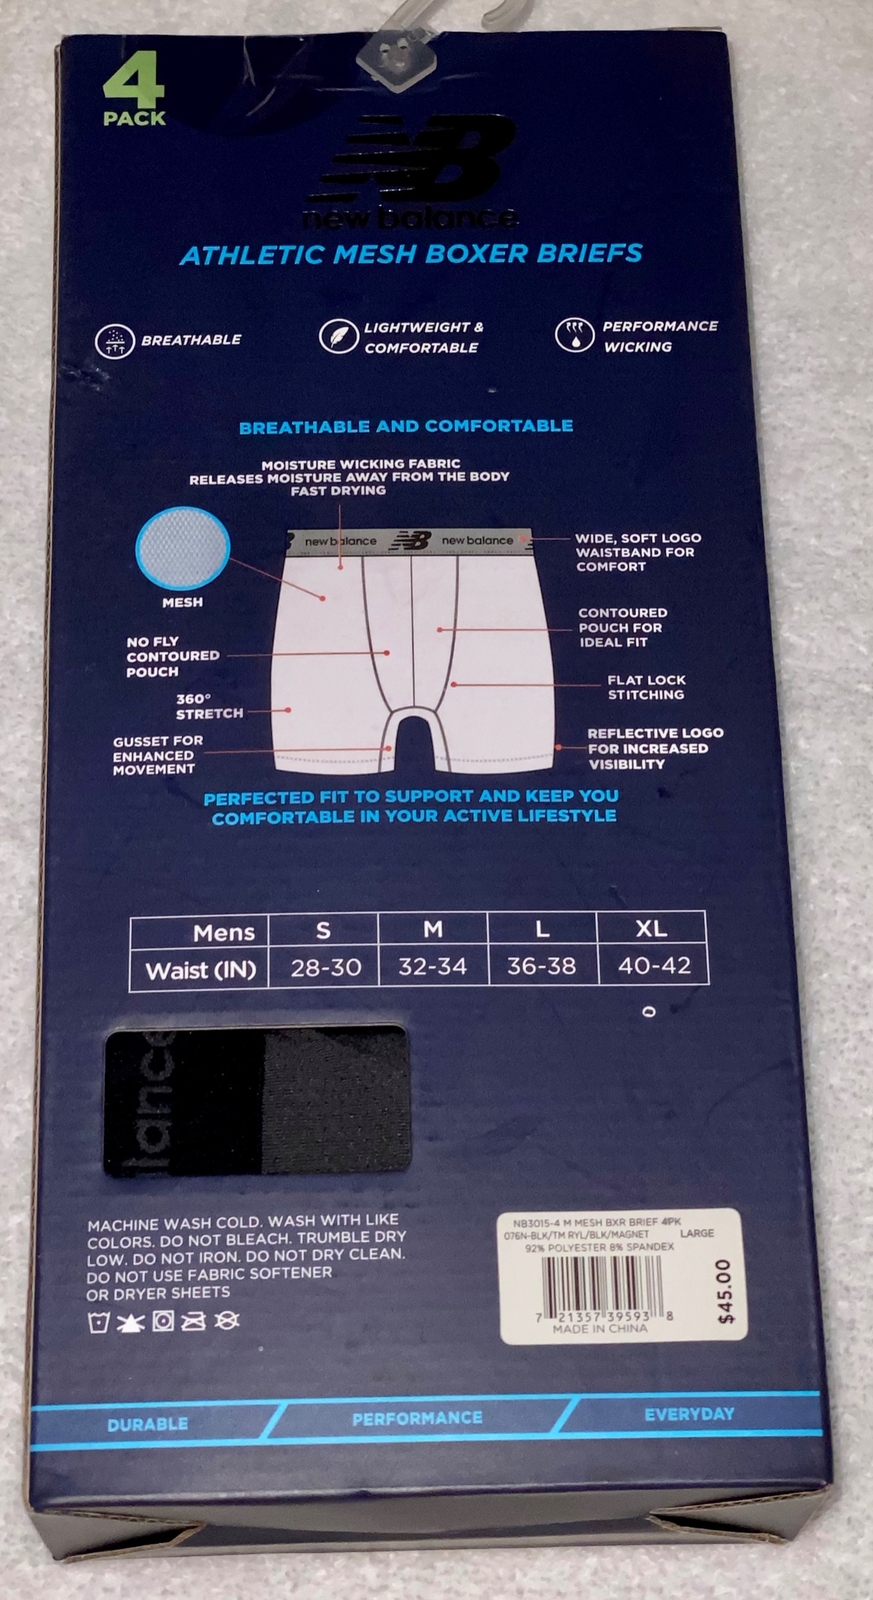 4
PACK
NB
new balance
ATHLETIC MESH BOXER BRIEFS
BREATHABLE
LIGHTWEIGHT &
COMFORTABLE
PERFORMANCE
WICKING
BREATHABLE AND COMFORTABLE
MOISTURE WICKING FABRIC
RELEASES MOISTURE AWAY FROM THE BODY
FAST DRYING
new balance NB new balance
WIDE, SOFT LOGO
WAISTBAND FOR
COMFORT
MESH
CONTOURED
POUCH FOR
IDEAL FIT
NO FLY
CONTOURED
POUCH
FLAT LOCK
STITCHING
360°
STRETCH
GUSSET FOR
ENHANCED
MOVEMENT
REFLECTIVE LOGO
FOR INCREASED
VISIBILITY
PERFECTED FIT TO SUPPORT AND KEEP YOU
COMFORTABLE IN YOUR ACTIVE LIFESTYLE
Mens S M L XL
Waist (IN) 28-30 32-34 36-38 40-42
lance
MACHINE WASH COLD. WASH WITH LIKE
COLORS. DO NOT BLEACH. TRUMBLE DRY
LOW. DO NOT IRON. DO NOT DRY CLEAN.
DO NOT USE FABRIC SOFTENER
OR DRYER SHEETS
NB3015-4 M MESH BXR BRIEF 4PK
076N-BLK/TM RYL/BLK/MAGNET LARGE
92% POLYESTER 8% SPANDEX
7 21357 39593 8
MADE IN CHINA
$45.00
DURABLE PERFORMANCE EVERYDAY